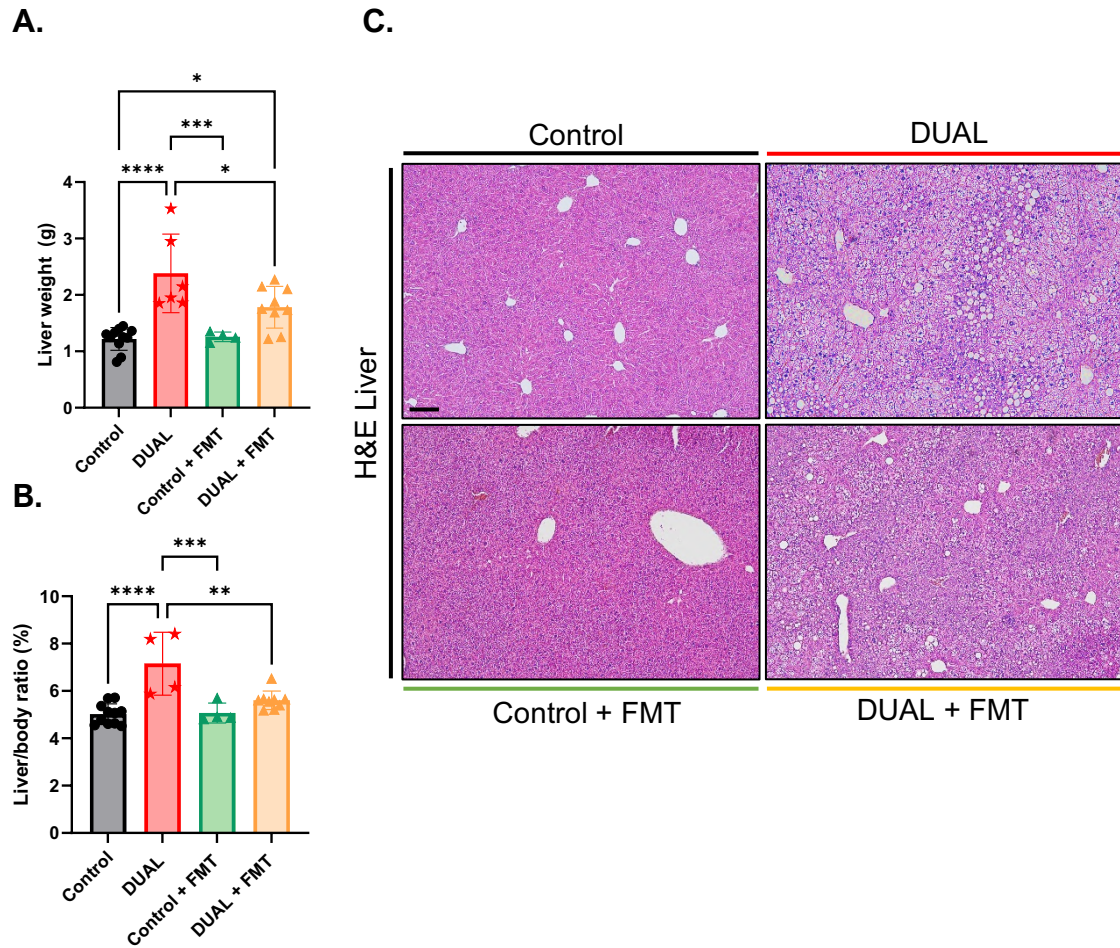 A.
*
***
****
*
4
3
2
1
0
Liver weight (g)
Control
DUAL
Control + FMT
DUAL + FMT
B.
***
****
**
10
8
6
4
2
0
Liver/body ratio (%)
Control
DUAL
Control + FMT
DUAL + FMT
C.
Control
DUAL
H&E Liver
Control + FMT
DUAL + FMT